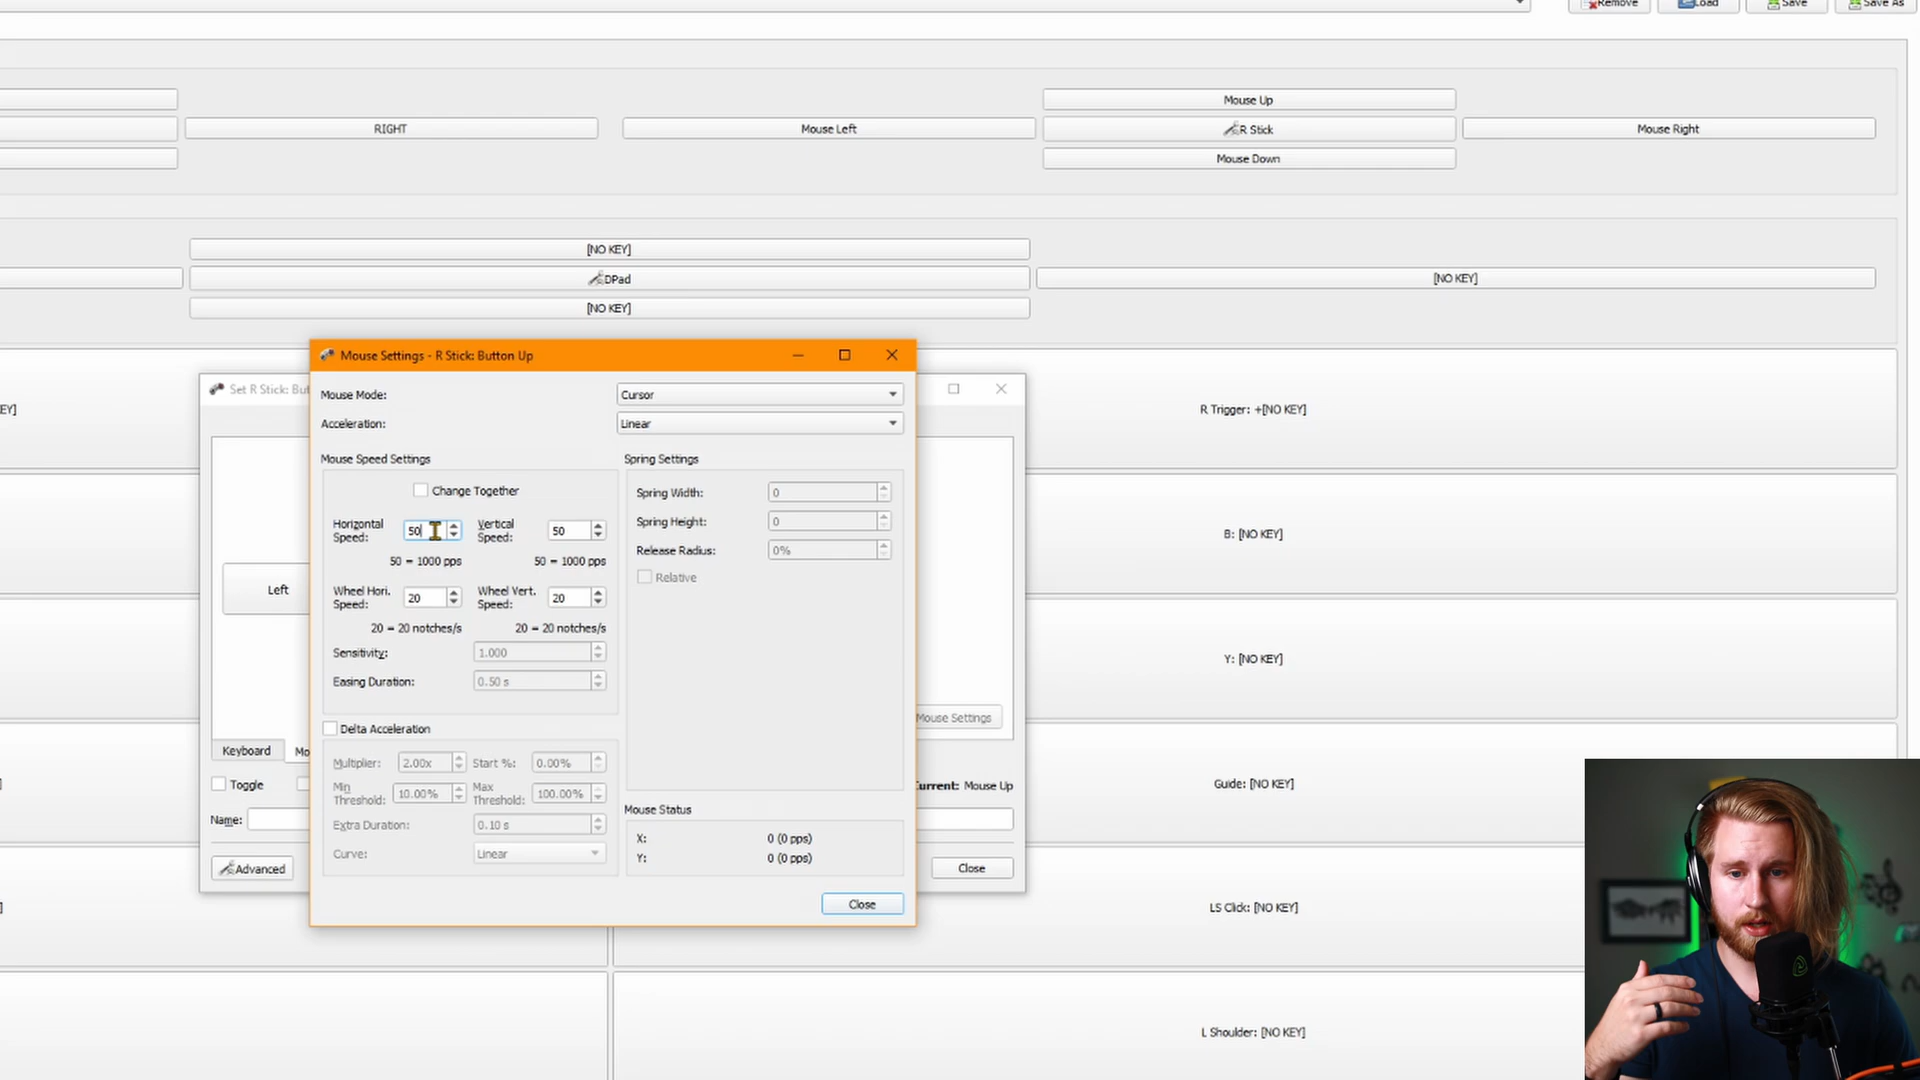 Remove
Load
Save
Save As
Mouse Up
RIGHT
Mouse Left
R Stick
Mouse Right
Mouse Down
[NO KEY]
DPad
[NO KEY]
[NO KEY]
Mouse Settings - R Stick: Button Up
Set R Stick: But
Mouse Mode:
Cursor
EY]
R Trigger: +[NO KEY]
Acceleration:
Linear
Mouse Speed Settings
Spring Settings
Change Together
Spring Width:
0
Horizontal Speed:
50
Vertical Speed:
50
Spring Height:
0
B: [NO KEY]
Release Radius:
0%
50 = 1000 pps
50 = 1000 pps
Relative
Left
Wheel Hori. Speed:
20
Wheel Vert. Speed:
20
20 = 20 notches/s
20 = 20 notches/s
Sensitivity:
1.000
Y: [NO KEY]
Easing Duration:
0.50 s
Mouse Settings
Delta Acceleration
Keyboard
Mo
Multiplier:
2.00x
Start %:
0.00%
Toggle
Min Threshold:
10.00%
Max Threshold:
100.00%
Current: Mouse Up
Guide: [NO KEY]
Mouse Status
Name:
Extra Duration:
0.10 s
X:
0 (0 pps)
Curve:
Linear
Y:
0 (0 pps)
Advanced
Close
Close
LS Click: [NO KEY]
L Shoulder: [NO KEY]